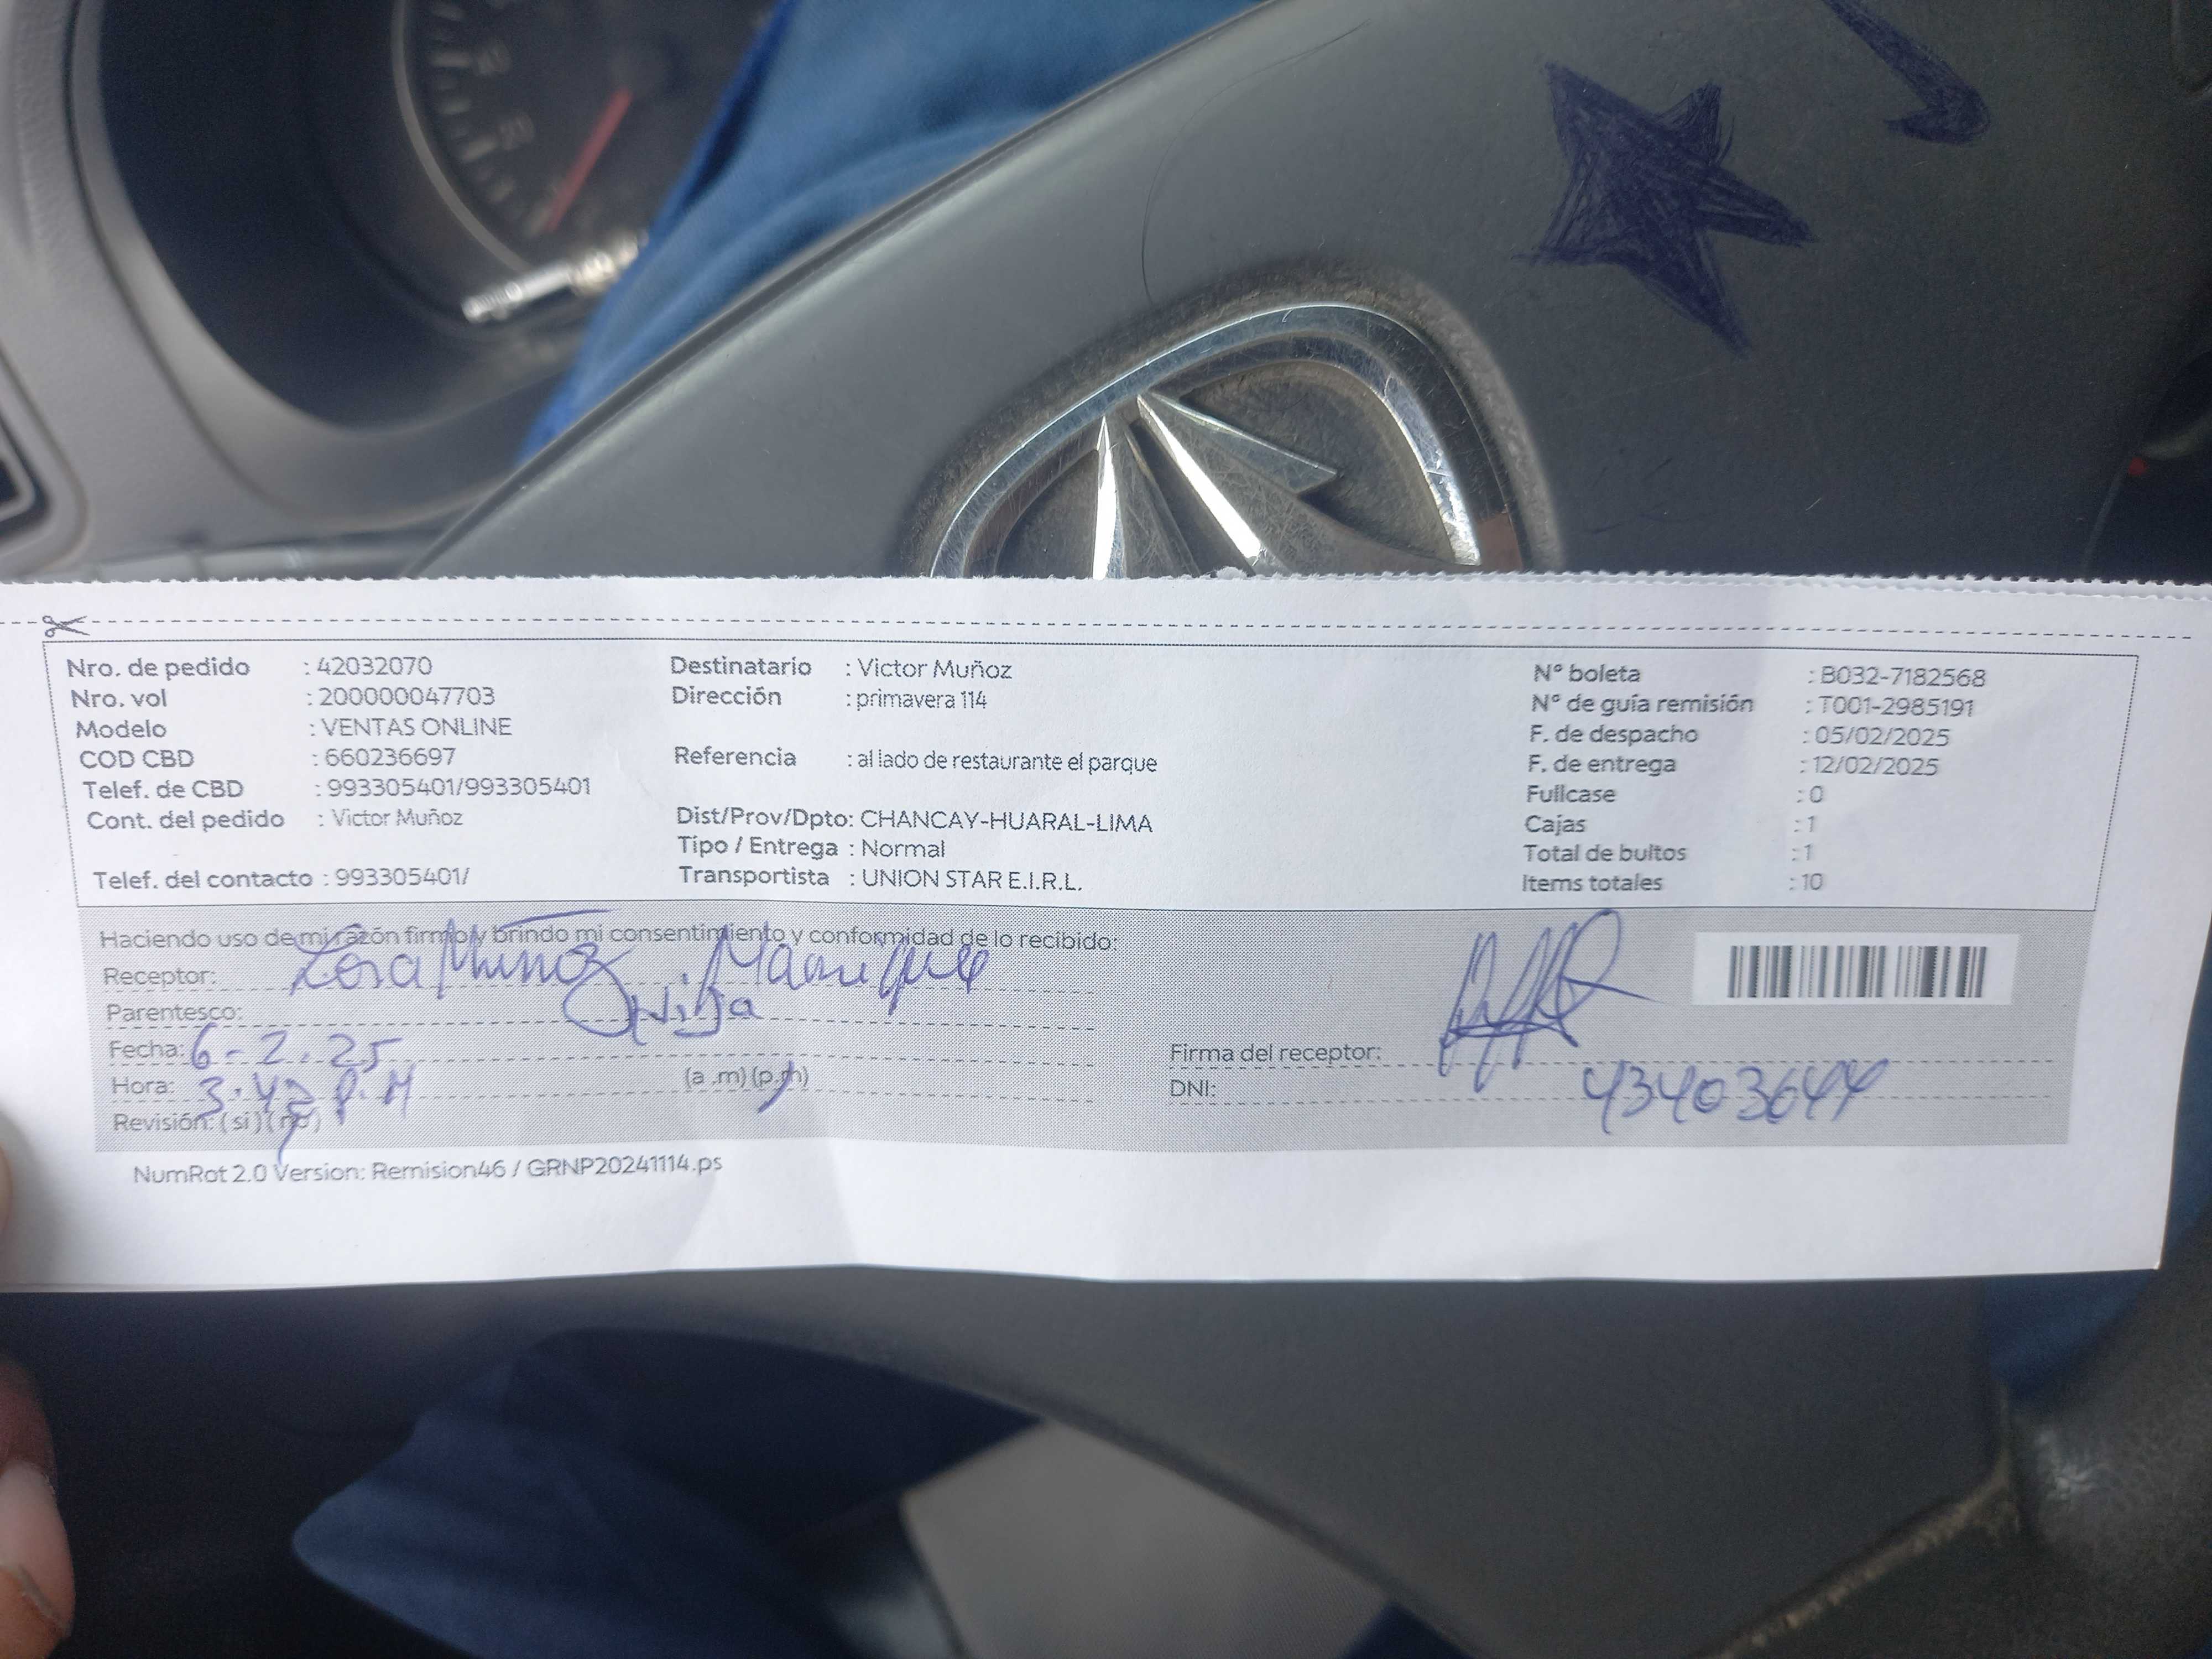 Nro. de pedido : 42032070
Nro. vol : 200000047703
Modelo : VENTAS ONLINE
COD CBD : 660236697
Telef. de CBD : 993305401/993305401
Cont. del pedido : Victor Muñoz
Telef. del contacto : 993305401/
Destinatario : Victor Muñoz
Dirección : primavera 114
Referencia : al lado de restaurante el parque
Dist/Prov/Dpto: CHANCAY-HUARAL-LIMA
Tipo / Entrega : Normal
Transportista : UNION STAR E.I.R.L.
Nº boleta : B032-7182568
Nº de guía remisión : T001-2985191
F. de despacho : 05/02/2025
F. de entrega : 12/02/2025
Fullcase : 0
Cajas : 1
Total de bultos : 1
Items totales : 10
Haciendo uso de mi razón firmo y brindo mi consentimiento y conformidad de lo recibido:
Receptor: Muñoz
Parentesco:
Fecha: 6-2.25
Hora: 3.43 P.M (a .m) (p.m)
Revisión: (si) (no)
Firma del receptor:
DNI: 43403644
NumRot 2.0 Version: Remision46 / GRNP20241114.ps